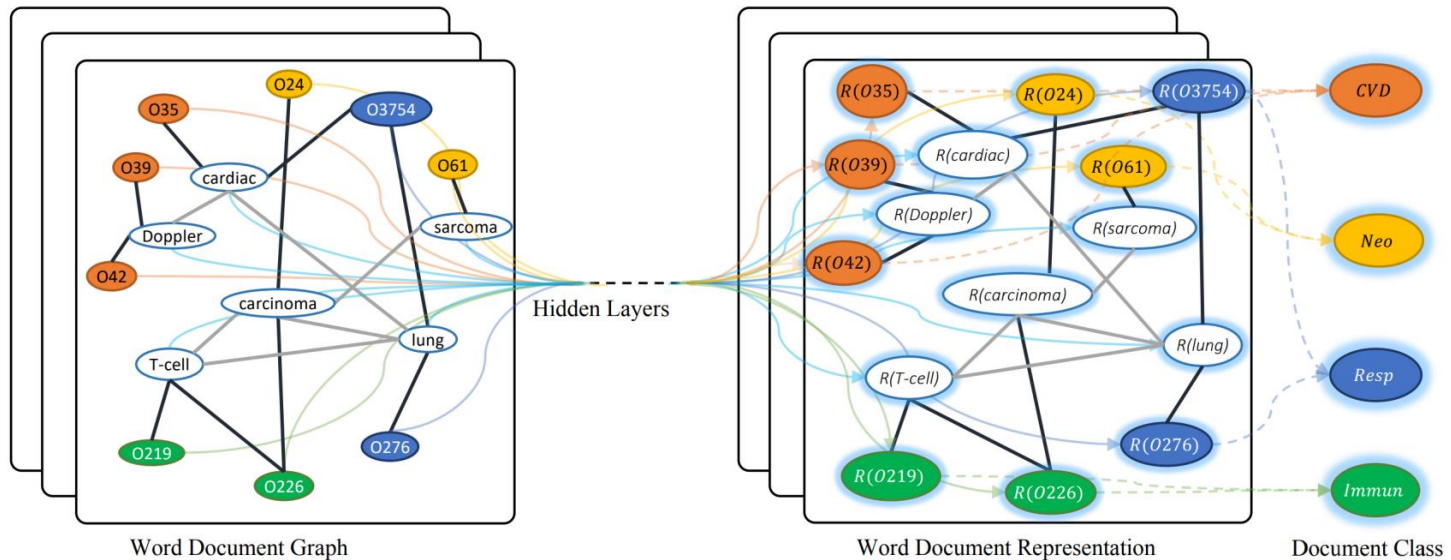 O24
O35
O3754
O39
O61
cardiac
Doppler
sarcoma
O42
carcinoma
lung
T-cell
O219
O276
O226
Hidden Layers
Word Document Graph
R(O35)
R(O24)
R(O3754)
R(O39)
R(cardiac)
R(O61)
R(Doppler)
R(sarcoma)
R(O42)
R(carcinoma)
R(lung)
R(T-cell)
R(O276)
R(O219)
R(O226)
Word Document Representation
CVD
Neo
Resp
Immun
Document Class